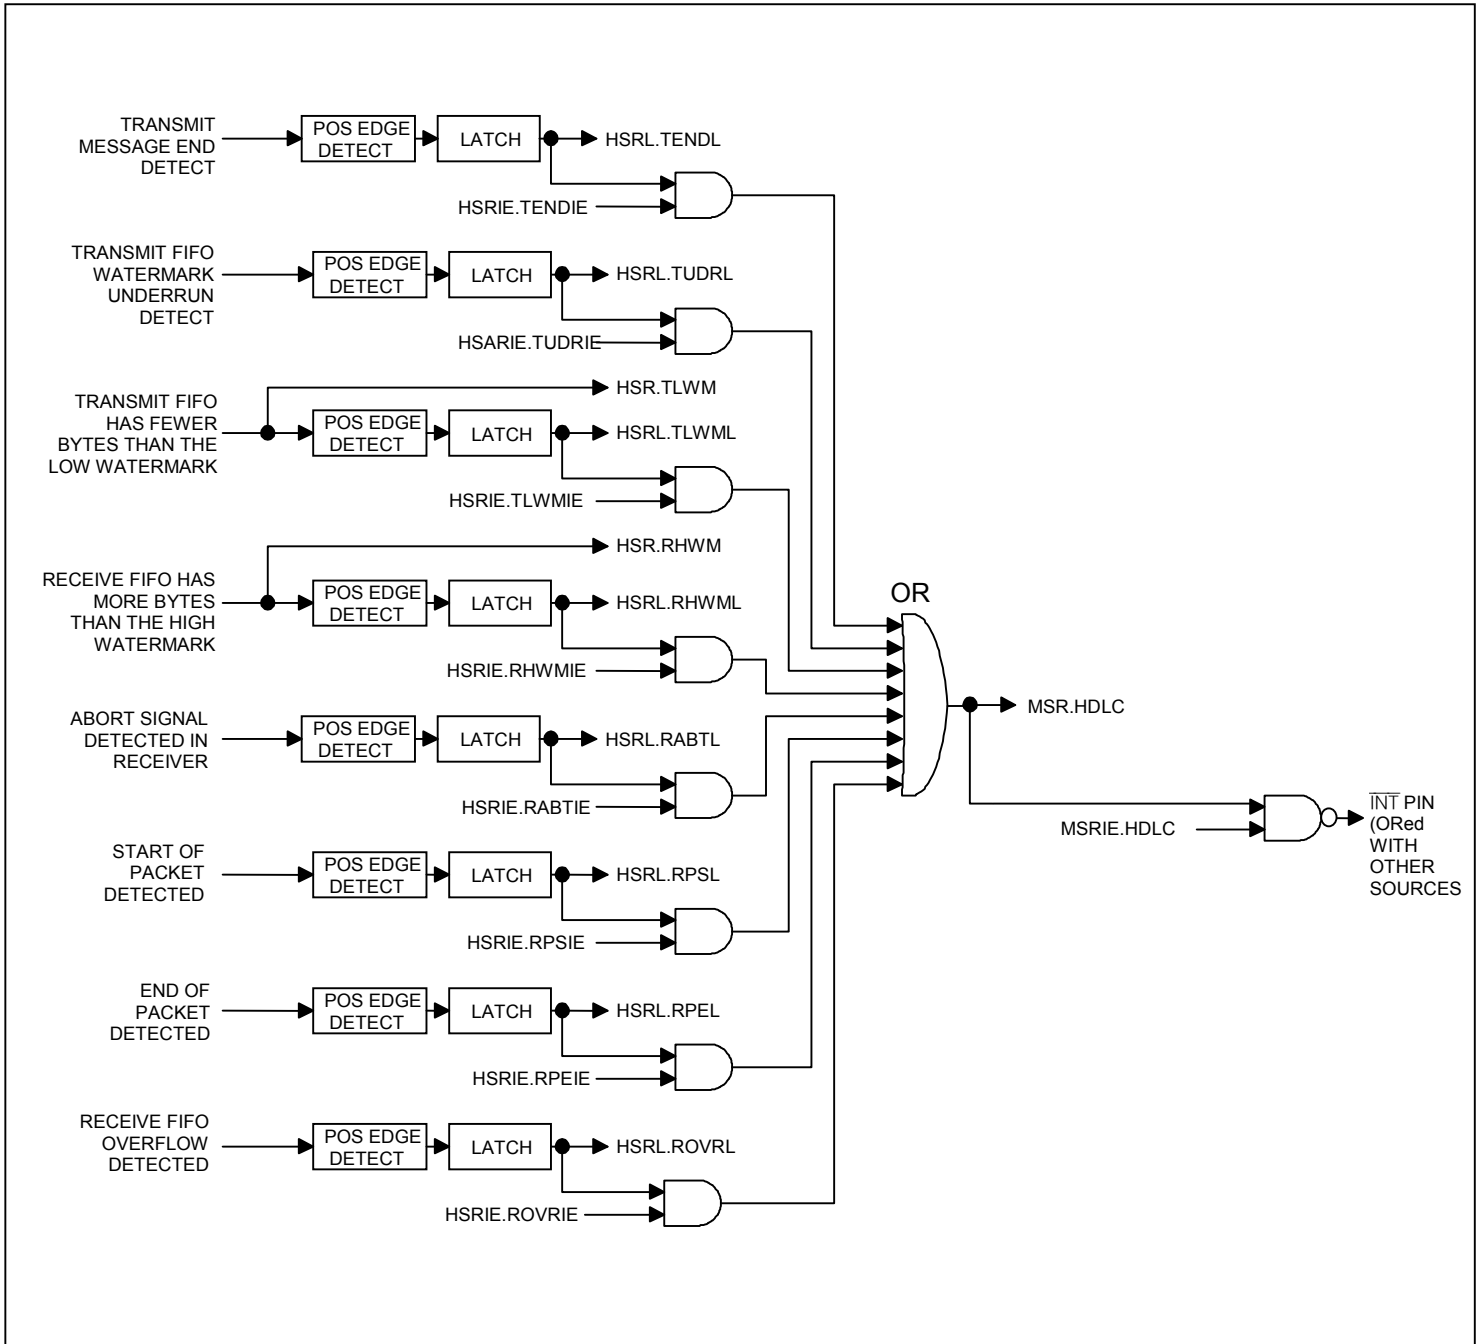 TRANSMIT
MESSAGE END
DETECT
POS EDGE
DETECT
LATCH
HSRL.TENDL
HSRIE.TENDIE
TRANSMIT FIFO
WATERMARK
UNDERRUN
DETECT
POS EDGE
DETECT
LATCH
HSRL.TUDRL
HSARIE.TUDRIE
HSR.TLWM
TRANSMIT FIFO
HAS FEWER
BYTES THAN THE
LOW WATERMARK
POS EDGE
DETECT
LATCH
HSRL.TLWML
HSRIE.TLWMIE
HSR.RHWM
RECEIVE FIFO HAS
MORE BYTES
THAN THE HIGH
WATERMARK
POS EDGE
DETECT
LATCH
HSRL.RHWML
HSRIE.RHWMIE
OR
MSR.HDLC
ABORT SIGNAL
DETECTED IN
RECEIVER
POS EDGE
DETECT
LATCH
HSRL.RABTL
HSRIE.RABTIE
MSRIE.HDLC
INT PIN
(ORed
WITH
OTHER
SOURCES
START OF
PACKET
DETECTED
POS EDGE
DETECT
LATCH
HSRL.RPSL
HSRIE.RPSIE
END OF
PACKET
DETECTED
POS EDGE
DETECT
LATCH
HSRL.RPEL
HSRIE.RPEIE
RECEIVE FIFO
OVERFLOW
DETECTED
POS EDGE
DETECT
LATCH
HSRL.ROVRL
HSRIE.ROVRIE